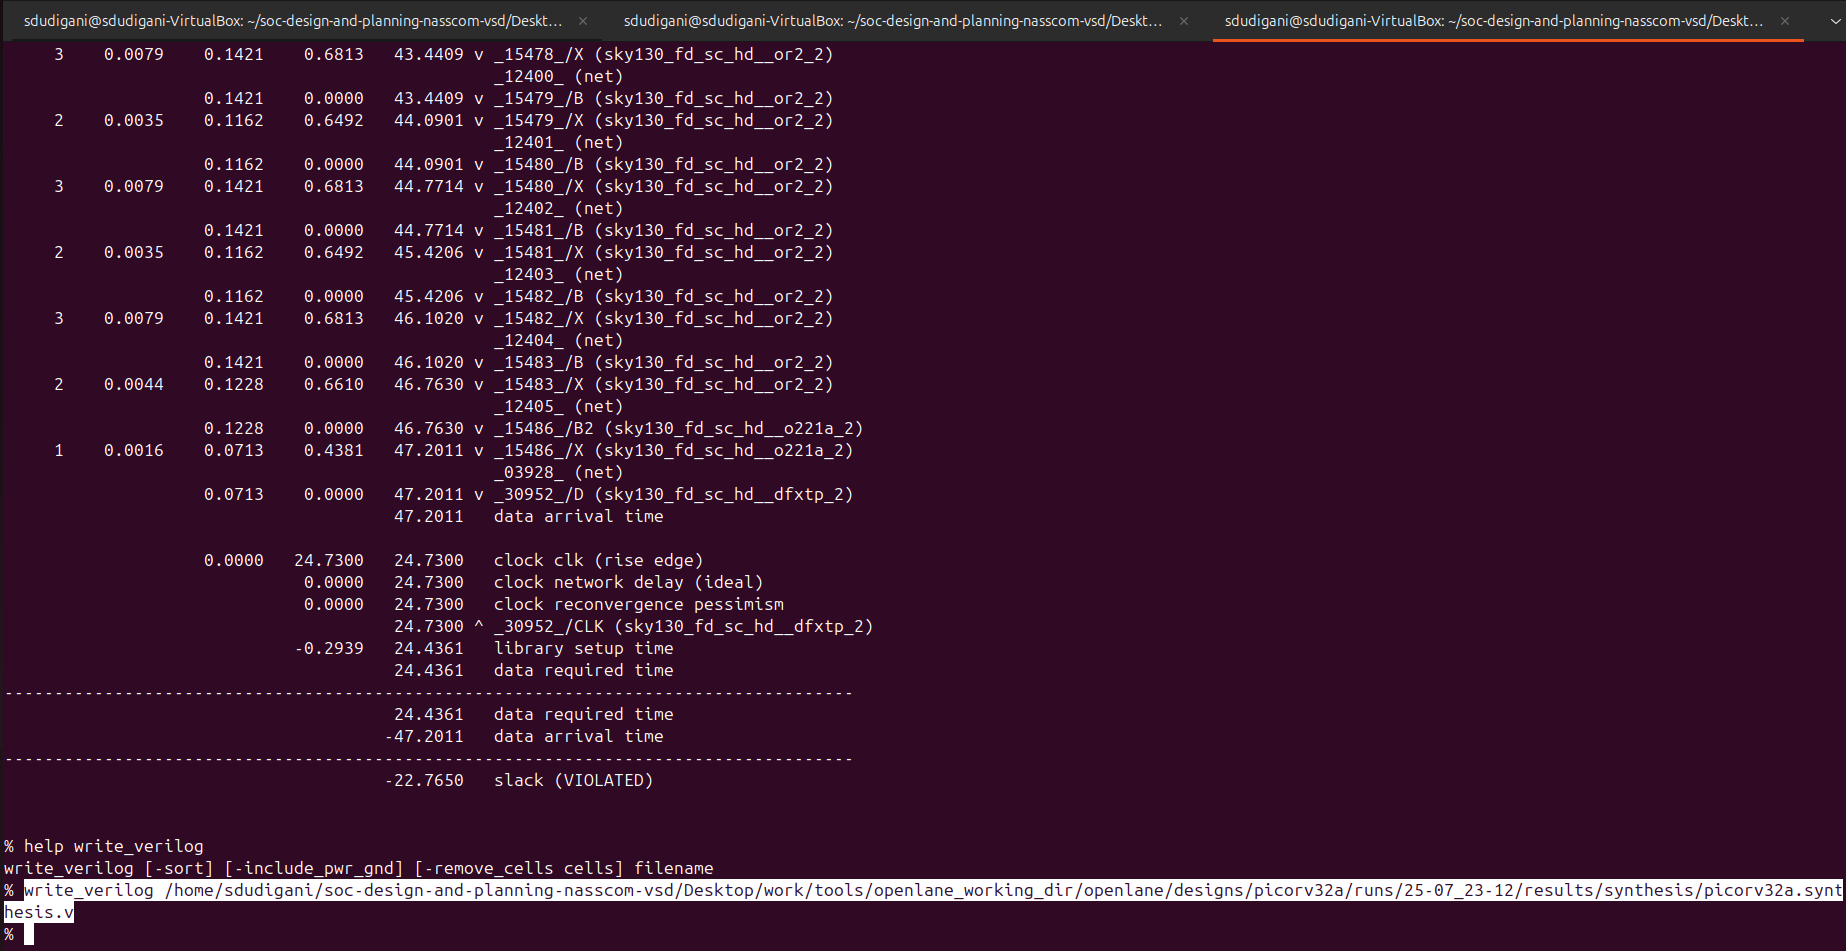 sdudigani@sdudigani-VirtualBox: ~/soc-design-and-planning-nasscom-vsd/Deskt... × sdudigani@sdudigani-VirtualBox: ~/soc-design-and-planning-nasscom-vsd/Deskt... × sdudigani@sdudigani-VirtualBox: ~/soc-design-and-planning-nasscom-vsd/Deskt... ×
3 0.0079 0.1421 0.6813 43.4409 v _15478_/X (sky130_fd_sc_hd__or2_2)
_12400_ (net)
0.1421 0.0000 43.4409 v _15479_/B (sky130_fd_sc_hd__or2_2)
2 0.0035 0.1162 0.6492 44.0901 v _15479_/X (sky130_fd_sc_hd__or2_2)
_12401_ (net)
0.1162 0.0000 44.0901 v _15480_/B (sky130_fd_sc_hd__or2_2)
3 0.0079 0.1421 0.6813 44.7714 v _15480_/X (sky130_fd_sc_hd__or2_2)
_12402_ (net)
0.1421 0.0000 44.7714 v _15481_/B (sky130_fd_sc_hd__or2_2)
2 0.0035 0.1162 0.6492 45.4206 v _15481_/X (sky130_fd_sc_hd__or2_2)
_12403_ (net)
0.1162 0.0000 45.4206 v _15482_/B (sky130_fd_sc_hd__or2_2)
3 0.0079 0.1421 0.6813 46.1020 v _15482_/X (sky130_fd_sc_hd__or2_2)
_12404_ (net)
0.1421 0.0000 46.1020 v _15483_/B (sky130_fd_sc_hd__or2_2)
2 0.0044 0.1228 0.6610 46.7630 v _15483_/X (sky130_fd_sc_hd__or2_2)
_12405_ (net)
0.1228 0.0000 46.7630 v _15486_/B2 (sky130_fd_sc_hd__o221a_2)
1 0.0016 0.0713 0.4381 47.2011 v _15486_/X (sky130_fd_sc_hd__o221a_2)
_03928_ (net)
0.0713 0.0000 47.2011 v _30952_/D (sky130_fd_sc_hd__dfxtp_2)
47.2011 data arrival time
0.0000 24.7300 24.7300 clock clk (rise edge)
0.0000 24.7300 clock network delay (ideal)
0.0000 24.7300 clock reconvergence pessimism
24.7300 ^ _30952_/CLK (sky130_fd_sc_hd__dfxtp_2)
-0.2939 24.4361 library setup time
24.4361 data required time
-------------------------------------------------------------------------------------
24.4361 data required time
-47.2011 data arrival time
-------------------------------------------------------------------------------------
-22.7650 slack (VIOLATED)
% help write_verilog
write_verilog [-sort] [-include_pwr_gnd] [-remove_cells cells] filename
% write_verilog /home/sdudigani/soc-design-and-planning-nasscom-vsd/Desktop/work/tools/openlane_working_dir/openlane/designs/picorv32a/runs/25-07_23-12/results/synthesis/picorv32a.synt
hesis.v
%